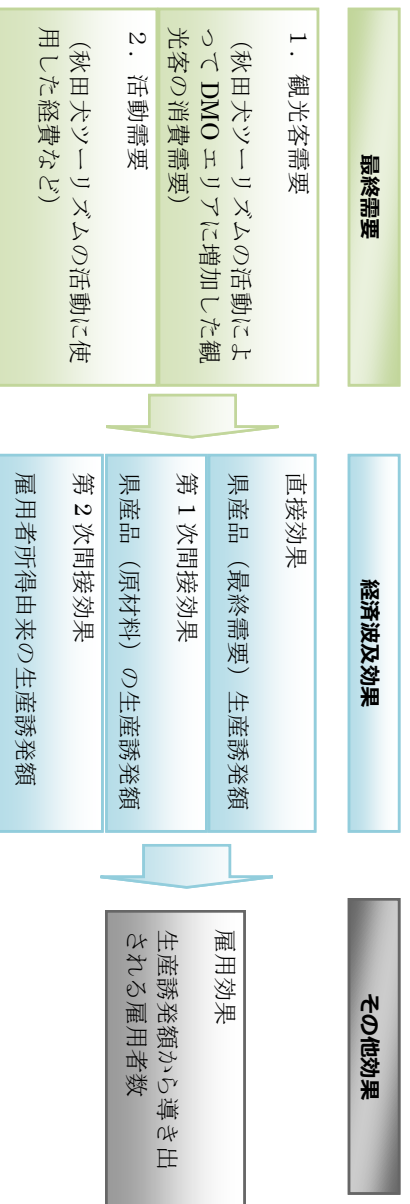 最終需要
1．観光客需要
（秋田犬ツーリズムの活動によ
って DMO エリアに増加した観
光客の消費需要）
2．活動需要
（秋田犬ツーリズムの活動に使
用した経費など）
経済波及効果
直接効果
県産品（最終需要）生産誘発額
第 1 次間接効果
県産品（原材料）の生産誘発額
第 2 次間接効果
雇用者所得由来の生産誘発額
その他効果
雇用効果
生産誘発額から導き出
される雇用者数